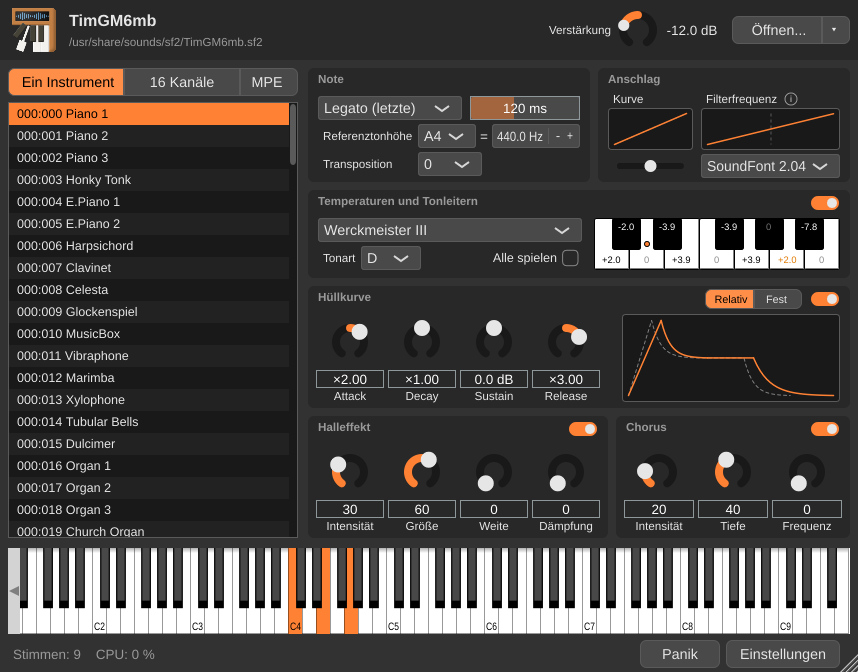 TimGM6mb
/usr/share/sounds/sf2/TimGM6mb.sf2
Verstärkung
-12.0 dB
Öffnen...
Ein Instrument
16 Kanäle
MPE
000:000 Piano 1
000:001 Piano 2
000:002 Piano 3
000:003 Honky Tonk
000:004 E.Piano 1
000:005 E.Piano 2
000:006 Harpsichord
000:007 Clavinet
000:008 Celesta
000:009 Glockenspiel
000:010 MusicBox
000:011 Vibraphone
000:012 Marimba
000:013 Xylophone
000:014 Tubular Bells
000:015 Dulcimer
000:016 Organ 1
000:017 Organ 2
000:018 Organ 3
000:019 Church Organ
Note
Legato (letzte)
120 ms
Referenztonhöhe
A4
=
440.0 Hz
- +
Transposition
0
Anschlag
Kurve
Filterfrequenz
SoundFont 2.04
Temperaturen und Tonleitern
Werckmeister III
Tonart
D
Alle spielen
-2.0 -3.9 -3.9 0 -7.8
+2.0 0 +3.9 0 +3.9 +2.0 0
Hüllkurve
Relativ
Fest
×2.00 ×1.00 0.0 dB ×3.00
Attack Decay Sustain Release
Halleffekt
30 60 0 0
Intensität Größe Weite Dämpfung
Chorus
20 40 0
Intensität Tiefe Frequenz
C2 C3 C4 C5 C6 C7 C8 C9
Stimmen: 9 CPU: 0 %
Panik
Einstellungen